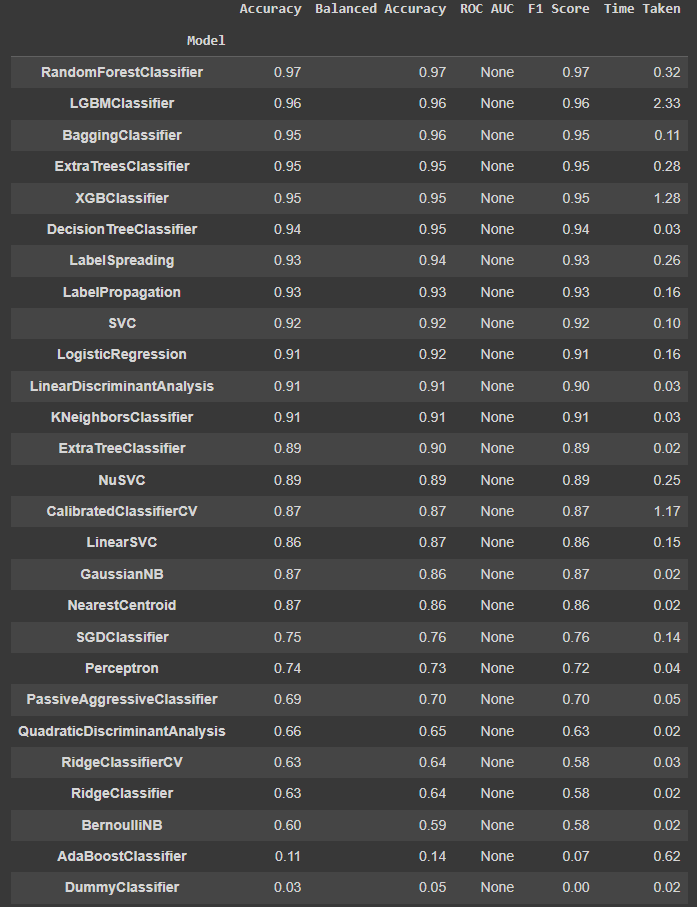 Accuracy Balanced Accuracy ROC AUC F1 Score Time Taken
Model
RandomForestClassifier 0.97 0.97 None 0.97 0.32
LGBMClassifier 0.96 0.96 None 0.96 2.33
BaggingClassifier 0.95 0.96 None 0.95 0.11
ExtraTreesClassifier 0.95 0.95 None 0.95 0.28
XGBClassifier 0.95 0.95 None 0.95 1.28
DecisionTreeClassifier 0.94 0.95 None 0.94 0.03
LabelSpreading 0.93 0.94 None 0.93 0.26
LabelPropagation 0.93 0.93 None 0.93 0.16
SVC 0.92 0.92 None 0.92 0.10
LogisticRegression 0.91 0.92 None 0.91 0.16
LinearDiscriminantAnalysis 0.91 0.91 None 0.90 0.03
KNeighborsClassifier 0.91 0.91 None 0.91 0.03
ExtraTreeClassifier 0.89 0.90 None 0.89 0.02
NuSVC 0.89 0.89 None 0.89 0.25
CalibratedClassifierCV 0.87 0.87 None 0.87 1.17
LinearSVC 0.86 0.87 None 0.86 0.15
GaussianNB 0.87 0.86 None 0.87 0.02
NearestCentroid 0.87 0.86 None 0.86 0.02
SGDClassifier 0.75 0.76 None 0.76 0.14
Perceptron 0.74 0.73 None 0.72 0.04
PassiveAggressiveClassifier 0.69 0.70 None 0.70 0.05
QuadraticDiscriminantAnalysis 0.66 0.65 None 0.63 0.02
RidgeClassifierCV 0.63 0.64 None 0.58 0.03
RidgeClassifier 0.63 0.64 None 0.58 0.02
BernoulliNB 0.60 0.59 None 0.58 0.02
AdaBoostClassifier 0.11 0.14 None 0.07 0.62
DummyClassifier 0.03 0.05 None 0.00 0.02